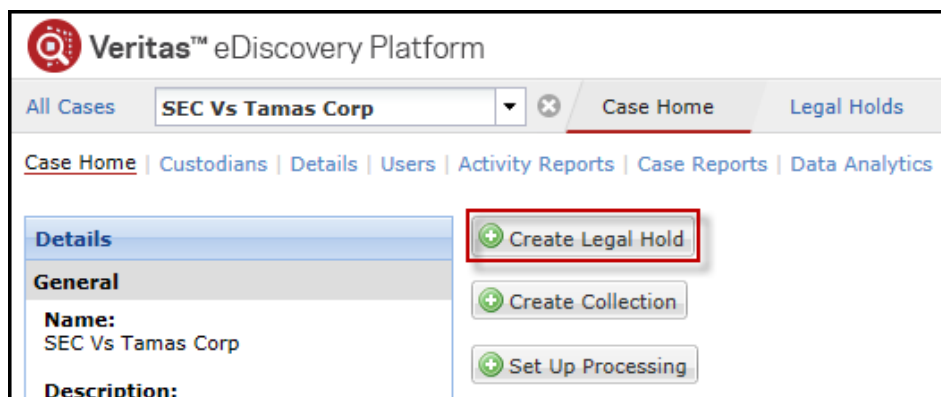 Veritas™ eDiscovery Platform
All Cases SEC Vs Tamas Corp Case Home Legal Holds
Case Home | Custodians | Details | Users | Activity Reports | Case Reports | Data Analytics
Details
Create Legal Hold
General
Create Collection
Name:
SEC Vs Tamas Corp
Set Up Processing
Description: